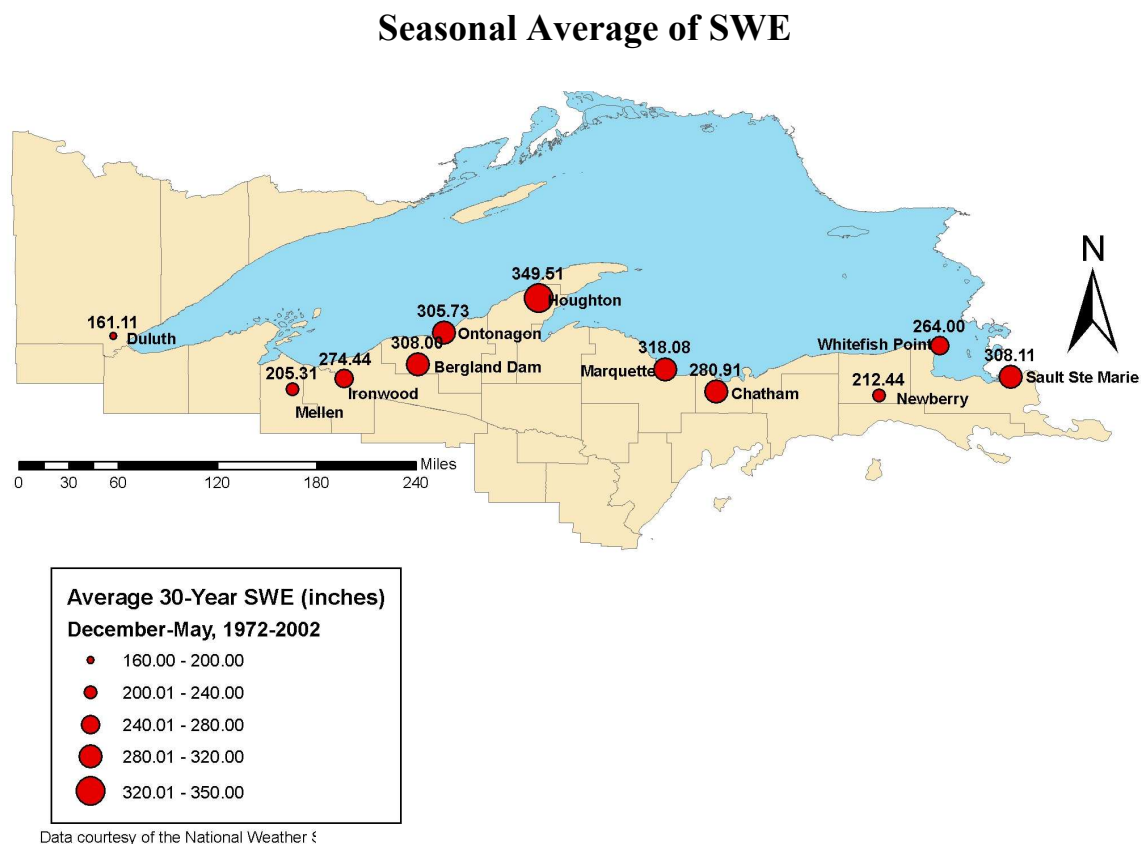 Seasonal Average of SWE
N
349.51
Houghton
305.73
Ontonagon
161.11
Duluth
308.00
Bergland Dam
264.00
Whitefish Point
318.08
Marquette
308.11
Sault Ste Marie
274.44
Ironwood
280.91
Chatham
205.31
Mellen
212.44
Newberry
Miles
0 30 60 120 180 240
Average 30-Year SWE (inches)
December-May, 1972-2002
160.00 - 200.00
200.01 - 240.00
240.01 - 280.00
280.01 - 320.00
320.01 - 350.00
Data courtesy of the National Weather